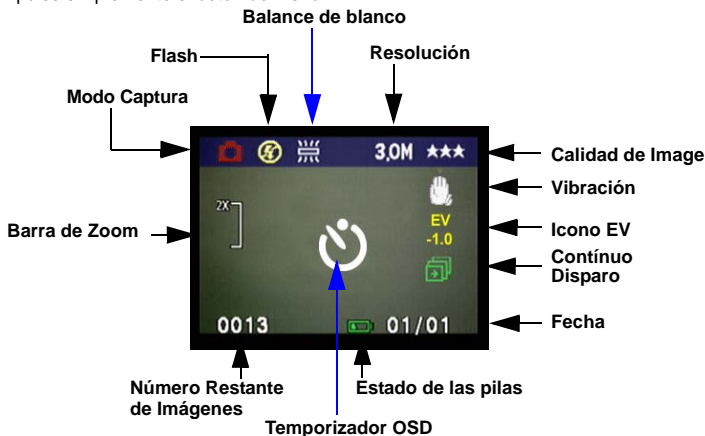 Balance de blanco
Flash
Resolución
Modo Captura
3.0M
Calidad de Image
Vibración
2X
EV
-1.0
Icono EV
Barra de Zoom
Contínuo
Disparo
0013
01/01
Fecha
Número Restante
de Imágenes
Estado de las pilas
Temporizador OSD